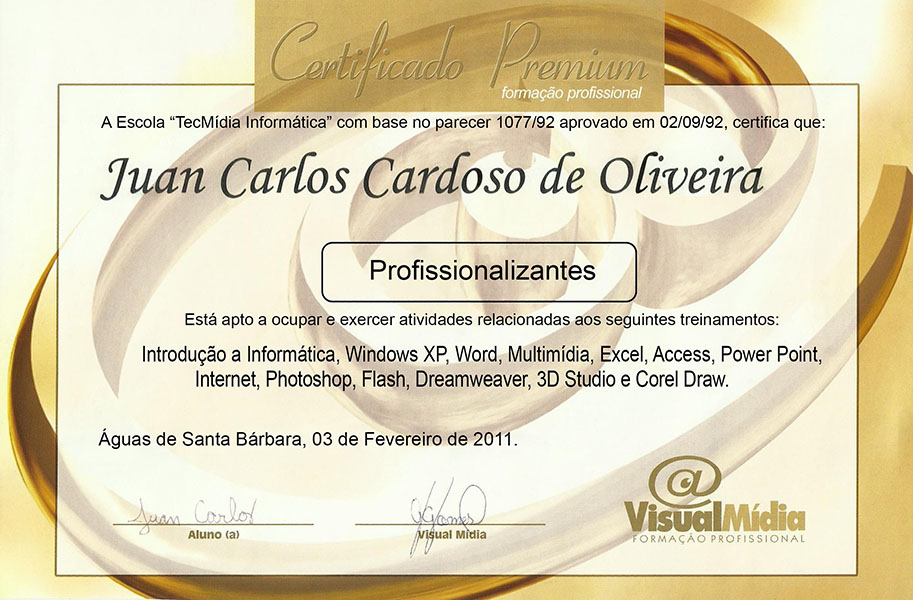 Certificado Premium
formação profissional
A Escola “TecMídia Informática” com base no parecer 1077/92 aprovado em 02/09/92, certifica que:
Juan Carlos Cardoso de Oliveira
Profissionalizantes
Está apto a ocupar e exercer atividades relacionadas aos seguintes treinamentos:
Introdução a Informática, Windows XP, Word, Multimídia, Excel, Access, Power Point,
Internet, Photoshop, Flash, Dreamweaver, 3D Studio e Corel Draw.
Águas de Santa Bárbara, 03 de Fevereiro de 2011.
Juan Carlos
Aluno (a)
Visual Mídia
@
VisualMídia
FORMAÇÃO PROFISSIONAL